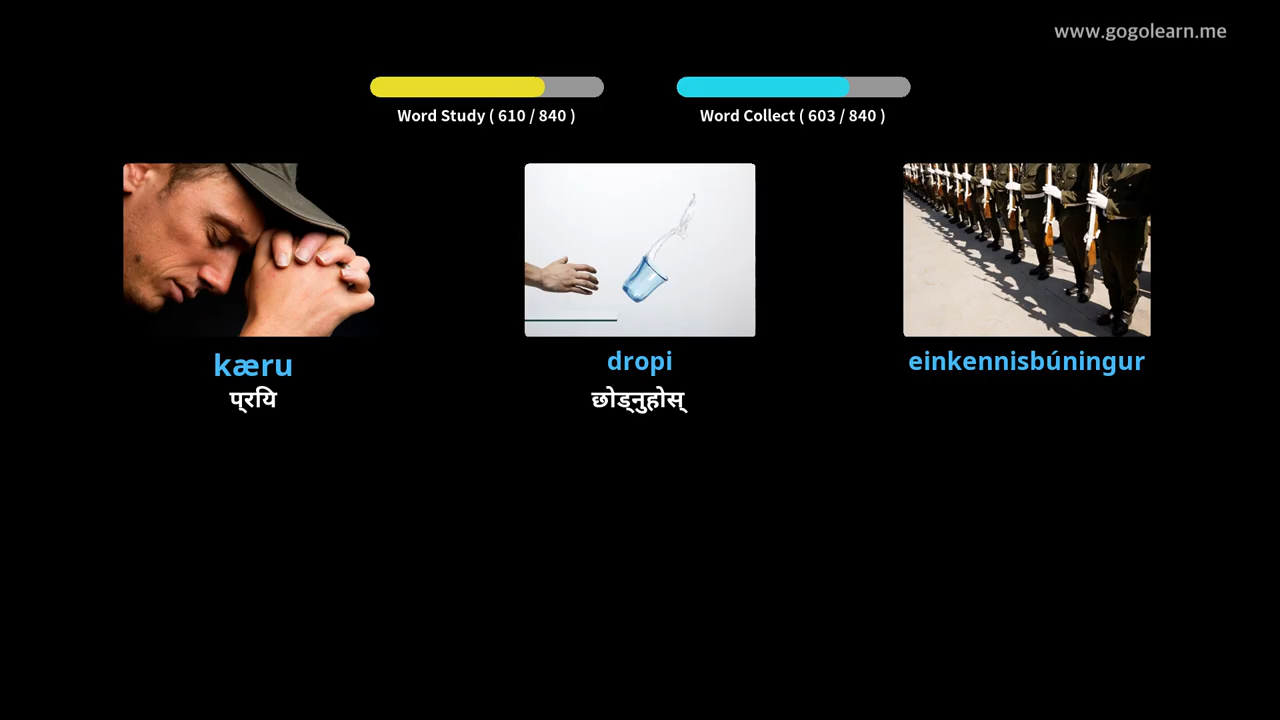 www.gogolearn.me
Word Study ( 610 / 840 )
Word Collect ( 603 / 840 )
kæru
dropi
einkennisbúningur
प्रयि
छोड्नुहोस्